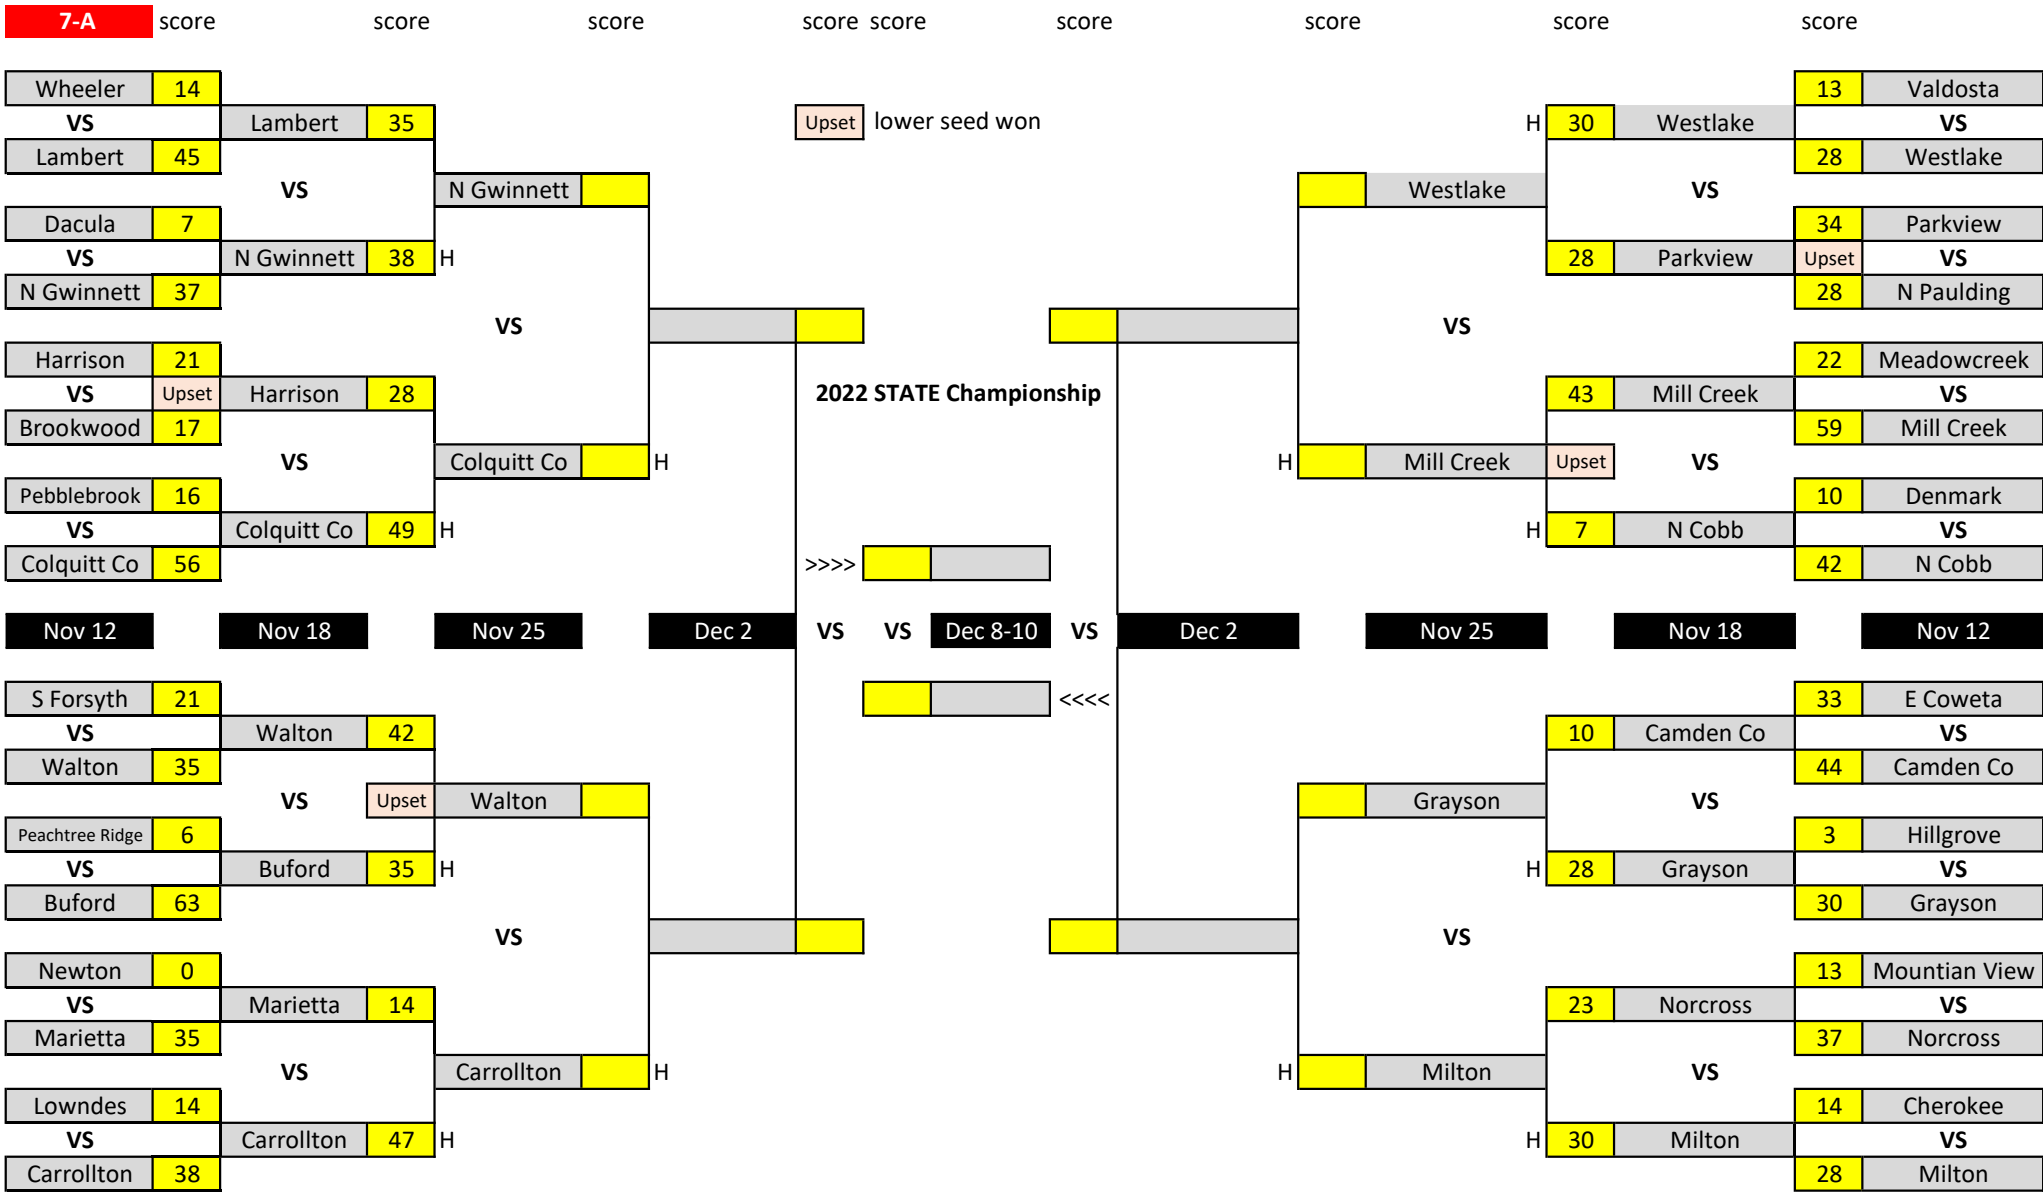 7-A score score score score score score score score score
Wheeler 14 13 Valdosta
VS Lambert 35 Upset lower seed won H 30 Westlake VS
Lambert 45 28 Westlake
VS N Gwinnett Westlake VS
Dacula 7 34 Parkview
VS N Gwinnett 38 H 28 Parkview Upset VS
N Gwinnett 37 28 N Paulding
VS VS
Harrison 21 22 Meadowcreek
VS Upset Harrison 28 2022 STATE Championship 43 Mill Creek VS
Brookwood 17 59 Mill Creek
VS Colquitt Co H H Mill Creek Upset VS
Pebblebrook 16 10 Denmark
VS Colquitt Co 49 H H 7 N Cobb VS
Colquitt Co 56 >>>> 42 N Cobb
Nov 12 Nov 18 Nov 25 Dec 2 VS VS Dec 8-10 VS Dec 2 Nov 25 Nov 18 Nov 12
S Forsyth 21 <<<< 33 E Coweta
VS Walton 42 10 Camden Co VS
Walton 35 44 Camden Co
VS Upset Walton Grayson VS
Peachtree Ridge 6 3 Hillgrove
VS Buford 35 H H 28 Grayson VS
Buford 63 30 Grayson
VS VS
Newton 0 13 Mountian View
VS Marietta 14 23 Norcross VS
Marietta 35 37 Norcross
VS Carrollton H H Milton VS
Lowndes 14 14 Cherokee
VS Carrollton 47 H H 30 Milton VS
Carrollton 38 28 Milton